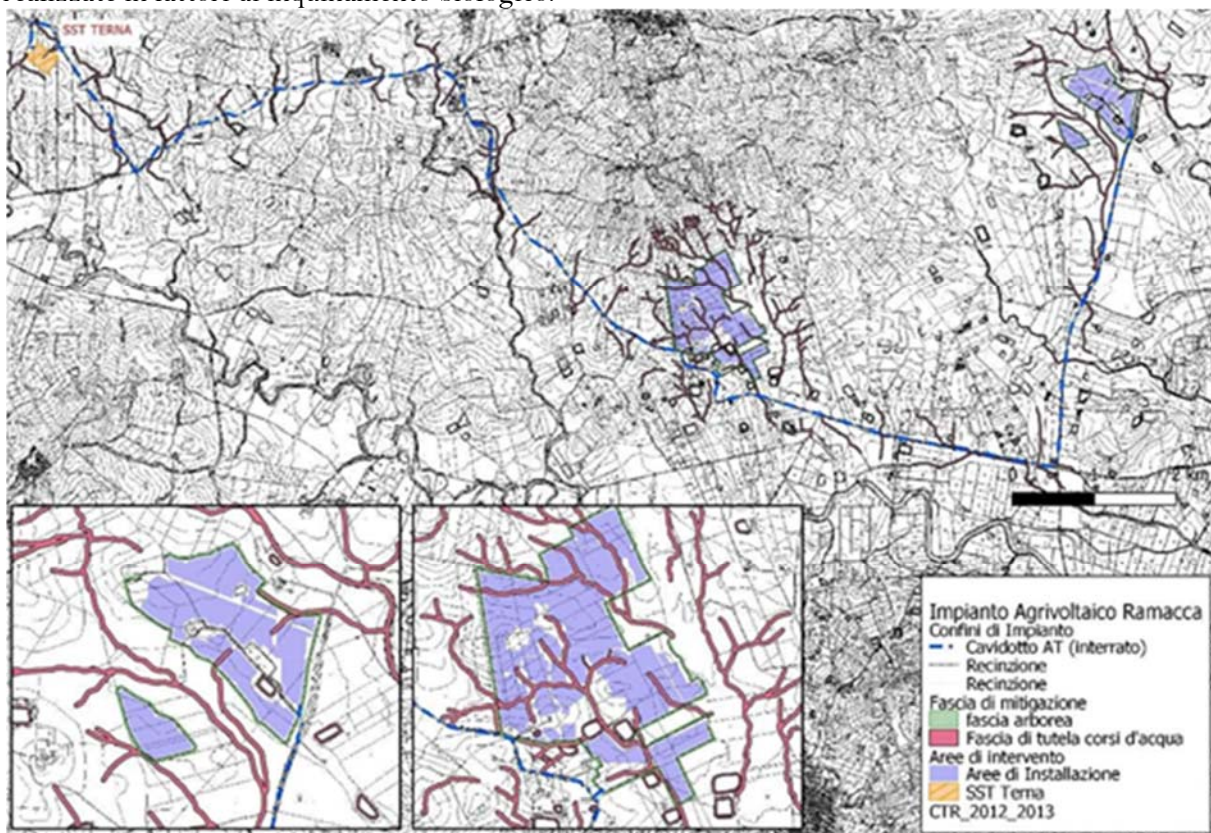 SST TERNA
Impianto Agrivoltaico Ramacca
Confini di Impianto
Cavidotto AT (interrato)
Recinzione
Recinzione
Fascia di mitigazione
fascia arborea
Fascia di tutela corsi d'acqua
Aree di intervento
Aree di Installazione
SST Terna
CTR_2012_2013